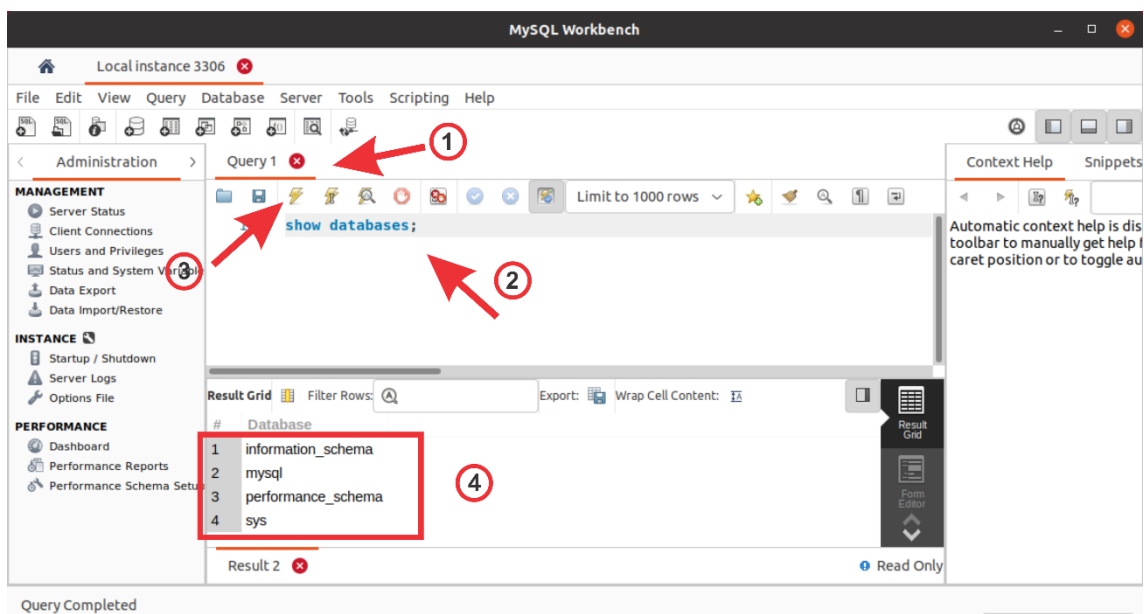 MySQL Workbench
Local instance 3306
File Edit View Query Database Server Tools Scripting Help
1
Administration
Query 1
Context Help Snippets
MANAGEMENT
Server Status
Client Connections
Users and Privileges
Status and System Variable
Data Export
Data Import/Restore
INSTANCE
Startup / Shutdown
Server Logs
Options File
PERFORMANCE
Dashboard
Performance Reports
Performance Schema Setu
Limit to 1000 rows
show databases;
3
2
Automatic context help is dis
toolbar to manually get help f
caret position or to toggle au
Result Grid Filter Rows: Export: Wrap Cell Content:
# Database
1 information_schema
2 mysql
3 performance_schema
4 sys
4
Result
Grid
Form
Editor
Result 2
Read Only
Query Completed